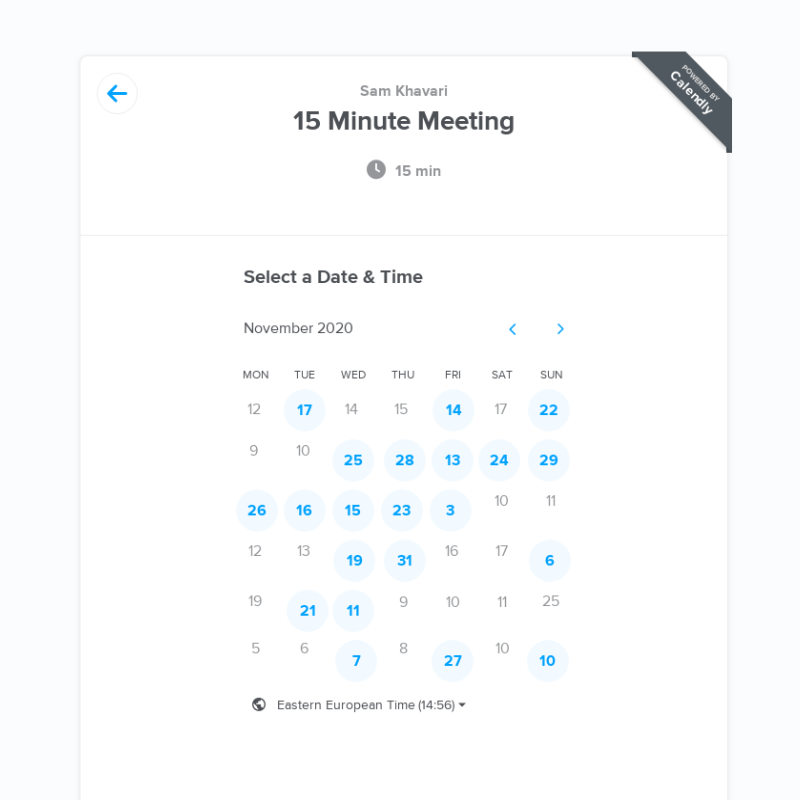 Sam Khavari
POWERED BY
Calendly
15 Minute Meeting
15 min
Select a Date & Time
November 2020
MON TUE WED THU FRI SAT SUN
12 17 14 15 14 17 22
9 10 25 28 13 24 29
26 16 15 23 3 10 11
12 13 19 31 16 17 6
19 21 11 9 10 11 25
5 6 7 8 27 10 10
Eastern European Time (14:56)